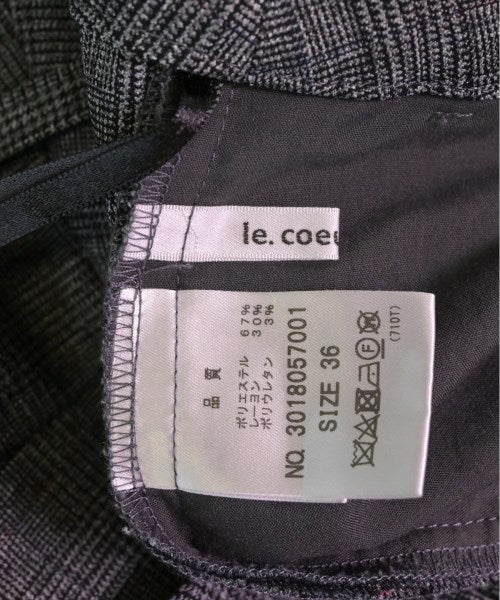 le. coeu
品質
ポリエステル 67%
レーヨン 30%
ポリウレタン 3%
NO. 3018057001
SIZE 36
F
(710T)